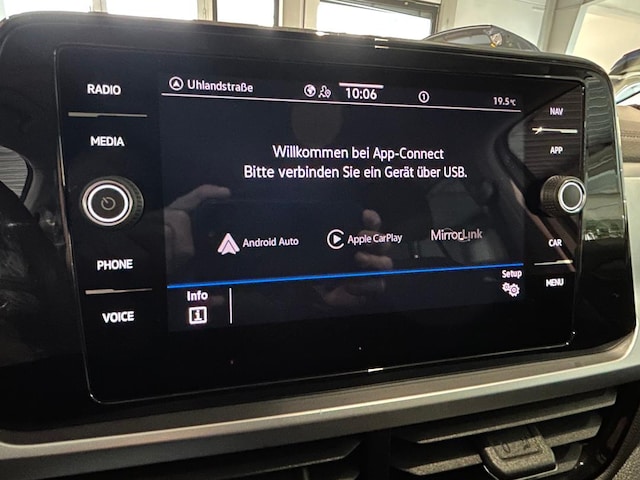 RADIO
MEDIA
PHONE
VOICE
Uhlandstraße
10:06
1
19.5°C
Willkommen bei App-Connect
Bitte verbinden Sie ein Gerät über USB.
Android Auto
Apple CarPlay
MirrorLink
Info
i
Setup
NAV
APP
CAR
MENU